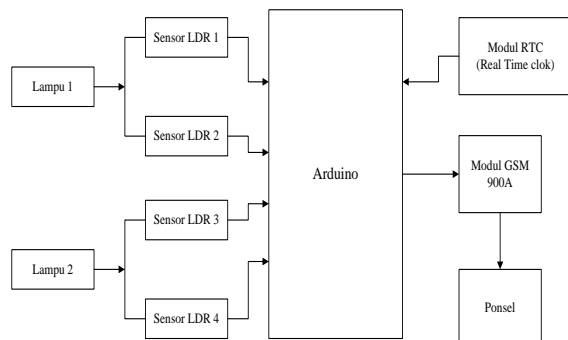 Lampu 1
Sensor LDR 1
Sensor LDR 2
Lampu 2
Sensor LDR 3
Sensor LDR 4
Arduino
Modul RTC
(Real Time clok)
Modul GSM
900A
Ponsel